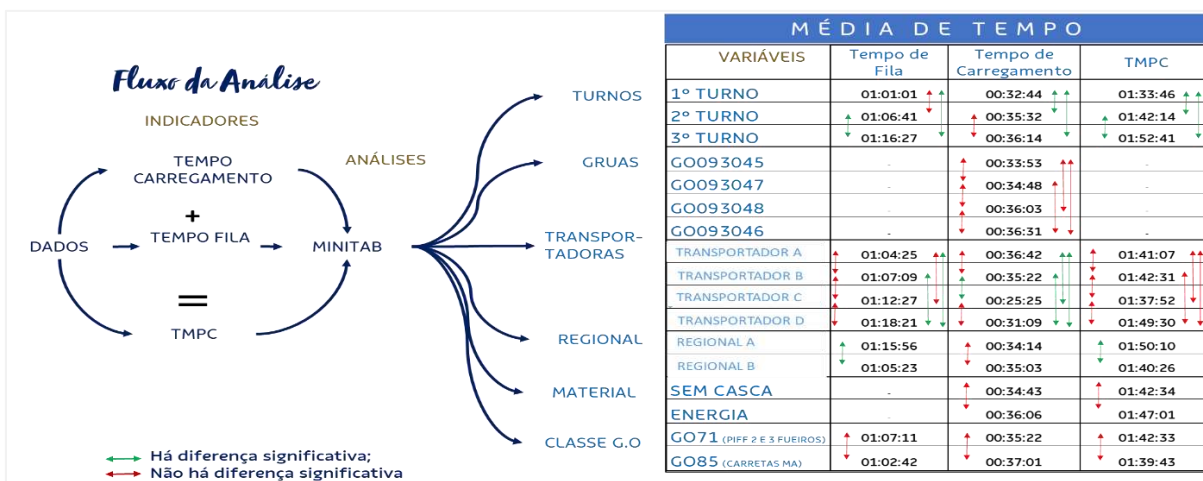 Fluxo da Análise
INDICADORES
TEMPO
CARREGAMENTO
+
DADOS
TEMPO FILA
=
TMPC
ANÁLISES
MINITAB
TURNOS
GRUAS
TRANSPOR-
TADORAS
REGIONAL
MATERIAL
CLASSE G.O
Há diferença significativa;
Não há diferença significativa
MÉDIA DE TEMPO
VARIÁVEIS Tempo de Fila Tempo de Carregamento TMPC
1º TURNO 01:01:01 00:32:44 01:33:46
2º TURNO 01:06:41 00:35:32 01:42:14
3º TURNO 01:16:27 00:36:14 01:52:41
GO093045 - 00:33:53 -
GO093047 - 00:34:48 -
GO093048 - 00:36:03 -
GO093046 - 00:36:31 -
TRANSPORTADOR A 01:04:25 00:36:42 01:41:07
TRANSPORTADOR B 01:07:09 00:35:22 01:42:31
TRANSPORTADOR C 01:12:27 00:25:25 01:37:52
TRANSPORTADOR D 01:18:21 00:31:09 01:49:30
REGIONAL A 01:15:56 00:34:14 01:50:10
REGIONAL B 01:05:23 00:35:03 01:40:26
SEM CASCA - 00:34:43 01:42:34
ENERGIA - 00:36:06 01:47:01
GO71 (PIFF 2 E 3 FUEIROS) 01:07:11 00:35:22 01:42:33
GO85 (CARRETAS MA) 01:02:42 00:37:01 01:39:43